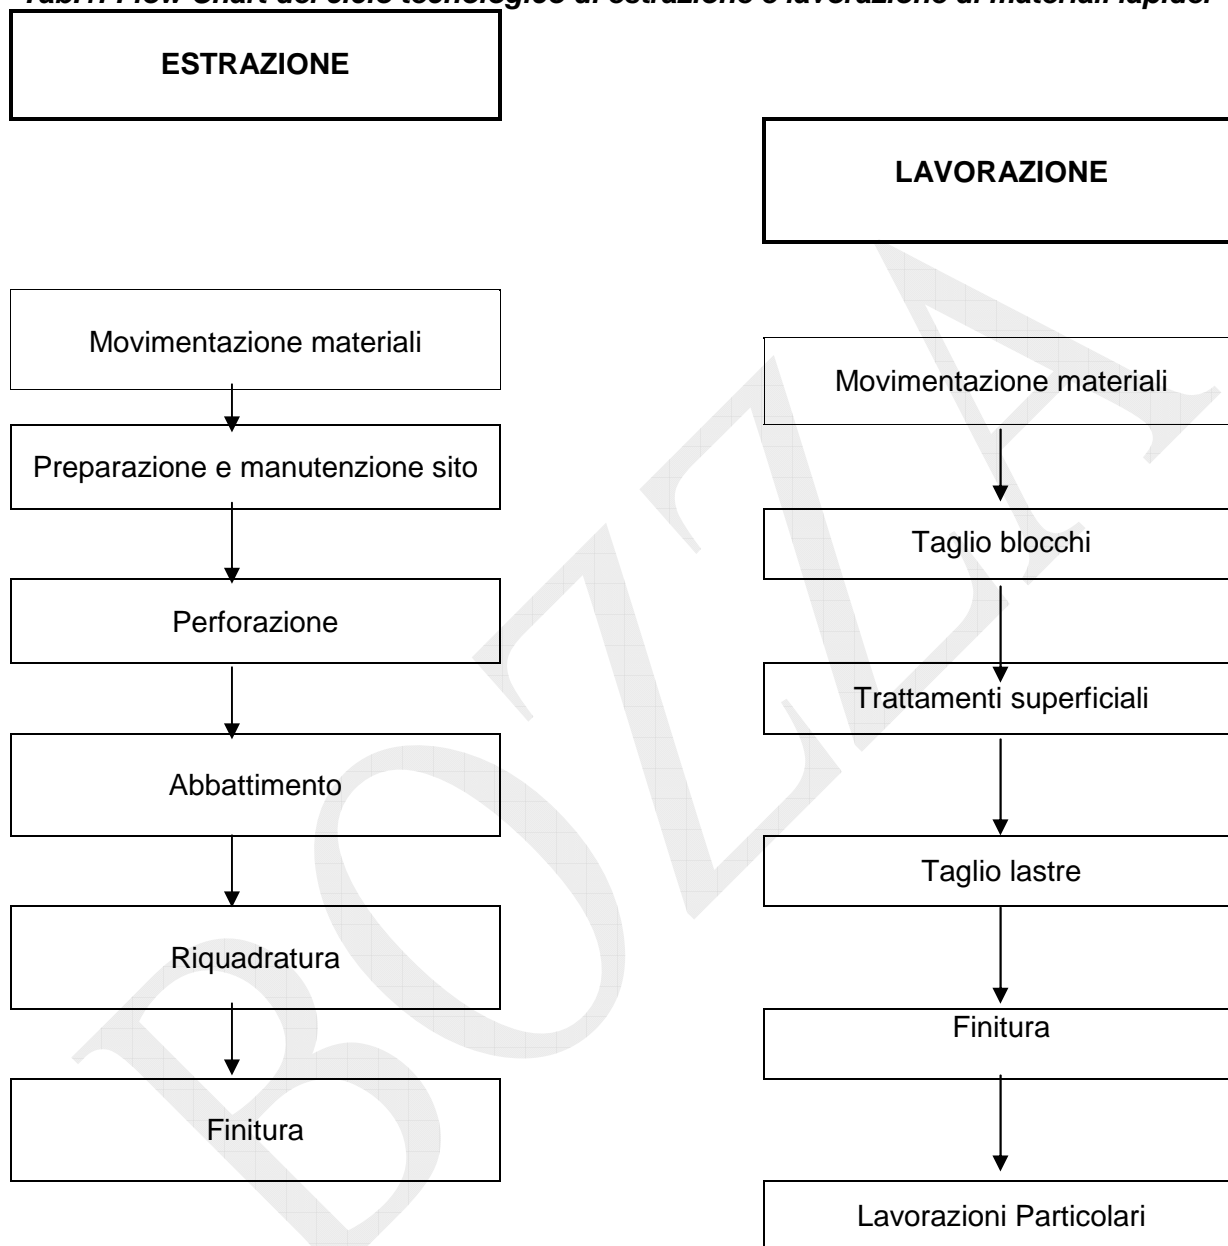 Tab.1: Flow Chart del ciclo tecnologico di estrazione e lavorazione di materiali lapidei
ESTRAZIONE
Movimentazione materiali
Preparazione e manutenzione sito
Perforazione
Abbattimento
Riquadratura
Finitura
LAVORAZIONE
Movimentazione materiali
Taglio blocchi
Trattamenti superficiali
Taglio lastre
Finitura
Lavorazioni Particolari
BOZZA